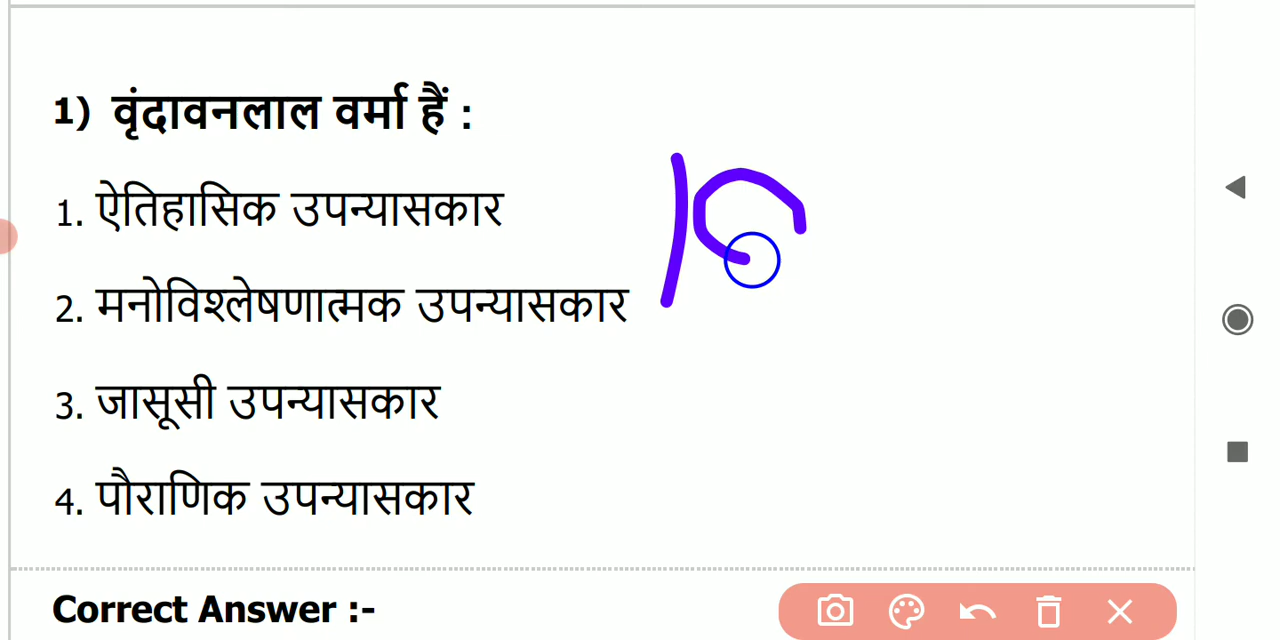 1) वृंदावनलाल वर्मा हैं :
1. ऐतिहासिक उपन्यासकार
2. मनोविश्लेषणात्मक उपन्यासकार
3. जासूसी उपन्यासकार
4. पौराणिक उपन्यासकार
Correct Answer :-